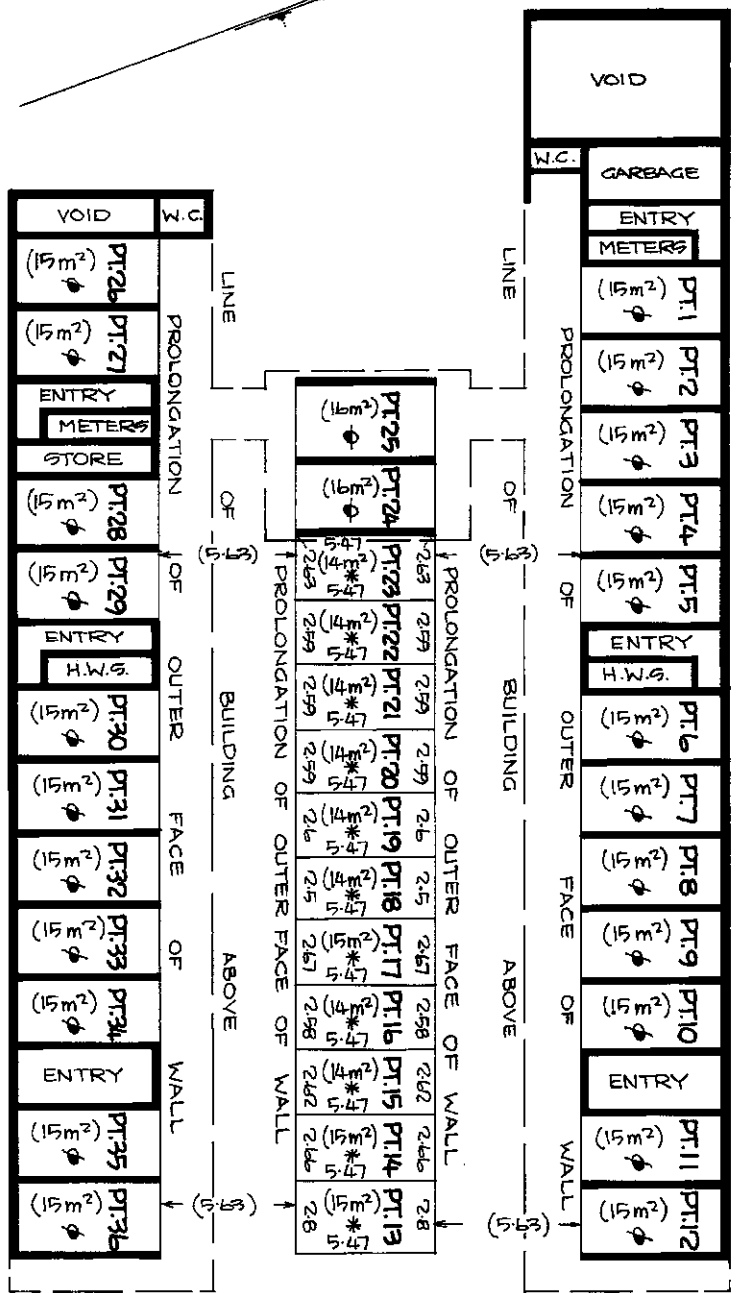 VOID
W.C.
GARBAGE
ENTRY
METERS
PT.1
(15m²)
PT.2
(15m²)
PT.3
(15m²)
PT.4
(15m²)
PT.5
(15m²)
ENTRY
H.W.S.
PT.6
(15m²)
PT.7
(15m²)
PT.8
(15m²)
PT.9
(15m²)
PT.10
(15m²)
ENTRY
PT.11
(15m²)
PT.12
(15m²)
PROLONGATION OF OUTER FACE OF WALL
LINE OF BUILDING ABOVE
(5.63)
(5.63)
PT.25
(16m²)
PT.24
(16m²)
5.47
2.63 (14m²) PT.23 2.63
*
5.47
2.59 (14m²) PT.22 2.59
*
5.47
2.59 (14m²) PT.21 2.59
*
5.47
2.59 (14m²) PT.20 2.59
*
5.47
2.6 (14m²) PT.19 2.6
*
5.47
2.5 (14m²) PT.18 2.5
*
5.47
2.67 (15m²) PT.17 2.67
*
5.47
2.58 (14m²) PT.16 2.58
*
5.47
2.62 (14m²) PT.15 2.62
*
5.47
2.66 (15m²) PT.14 2.66
*
5.47
2.8 (15m²) PT.13 2.8
*
5.47
PROLONGATION OF OUTER FACE OF WALL
PROLONGATION OF OUTER FACE OF WALL
VOID
W.C.
PT.26
(15m²)
PT.27
(15m²)
ENTRY
METERS
STORE
PT.28
(15m²)
PT.29
(15m²)
ENTRY
H.W.S.
PT.30
(15m²)
PT.31
(15m²)
PT.32
(15m²)
PT.33
(15m²)
PT.34
(15m²)
ENTRY
PT.35
(15m²)
PT.36
(15m²)
PROLONGATION OF OUTER FACE OF WALL
LINE OF BUILDING ABOVE
(5.63)
(5.63)